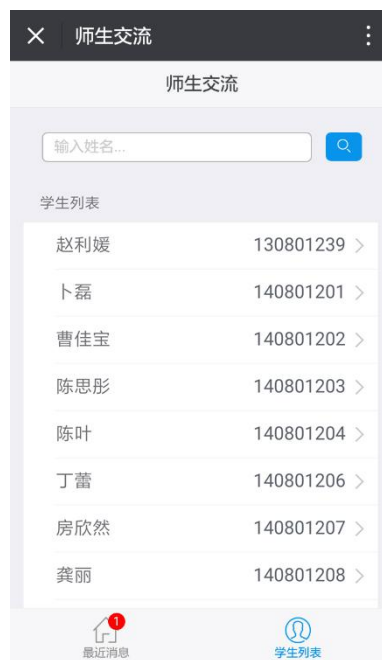 师生交流
师生交流
输入姓名...
学生列表
赵利媛 130801239
卜磊 140801201
曹佳宝 140801202
陈思彤 140801203
陈叶 140801204
丁蕾 140801206
房欣然 140801207
龚丽 140801208
1
最近消息 学生列表